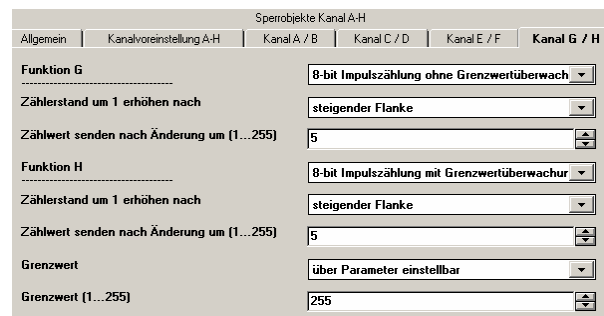 Sperrobjekte Kanal A-H
Allgemein Kanalvoreinstellung A-H Kanal A / B Kanal C / D Kanal E / F Kanal G / H
Funktion G 8-bit Impulszählung ohne Grenzwertüberwach
------------------------------------
Zählerstand um 1 erhöhen nach steigender Flanke
Zählwert senden nach Änderung um (1...255) 5
Funktion H 8-bit Impulszählung mit Grenzwertüberwachur
------------------------------------
Zählerstand um 1 erhöhen nach steigender Flanke
Zählwert senden nach Änderung um (1...255) 5
Grenzwert über Parameter einstellbar
Grenzwert (1...255) 255